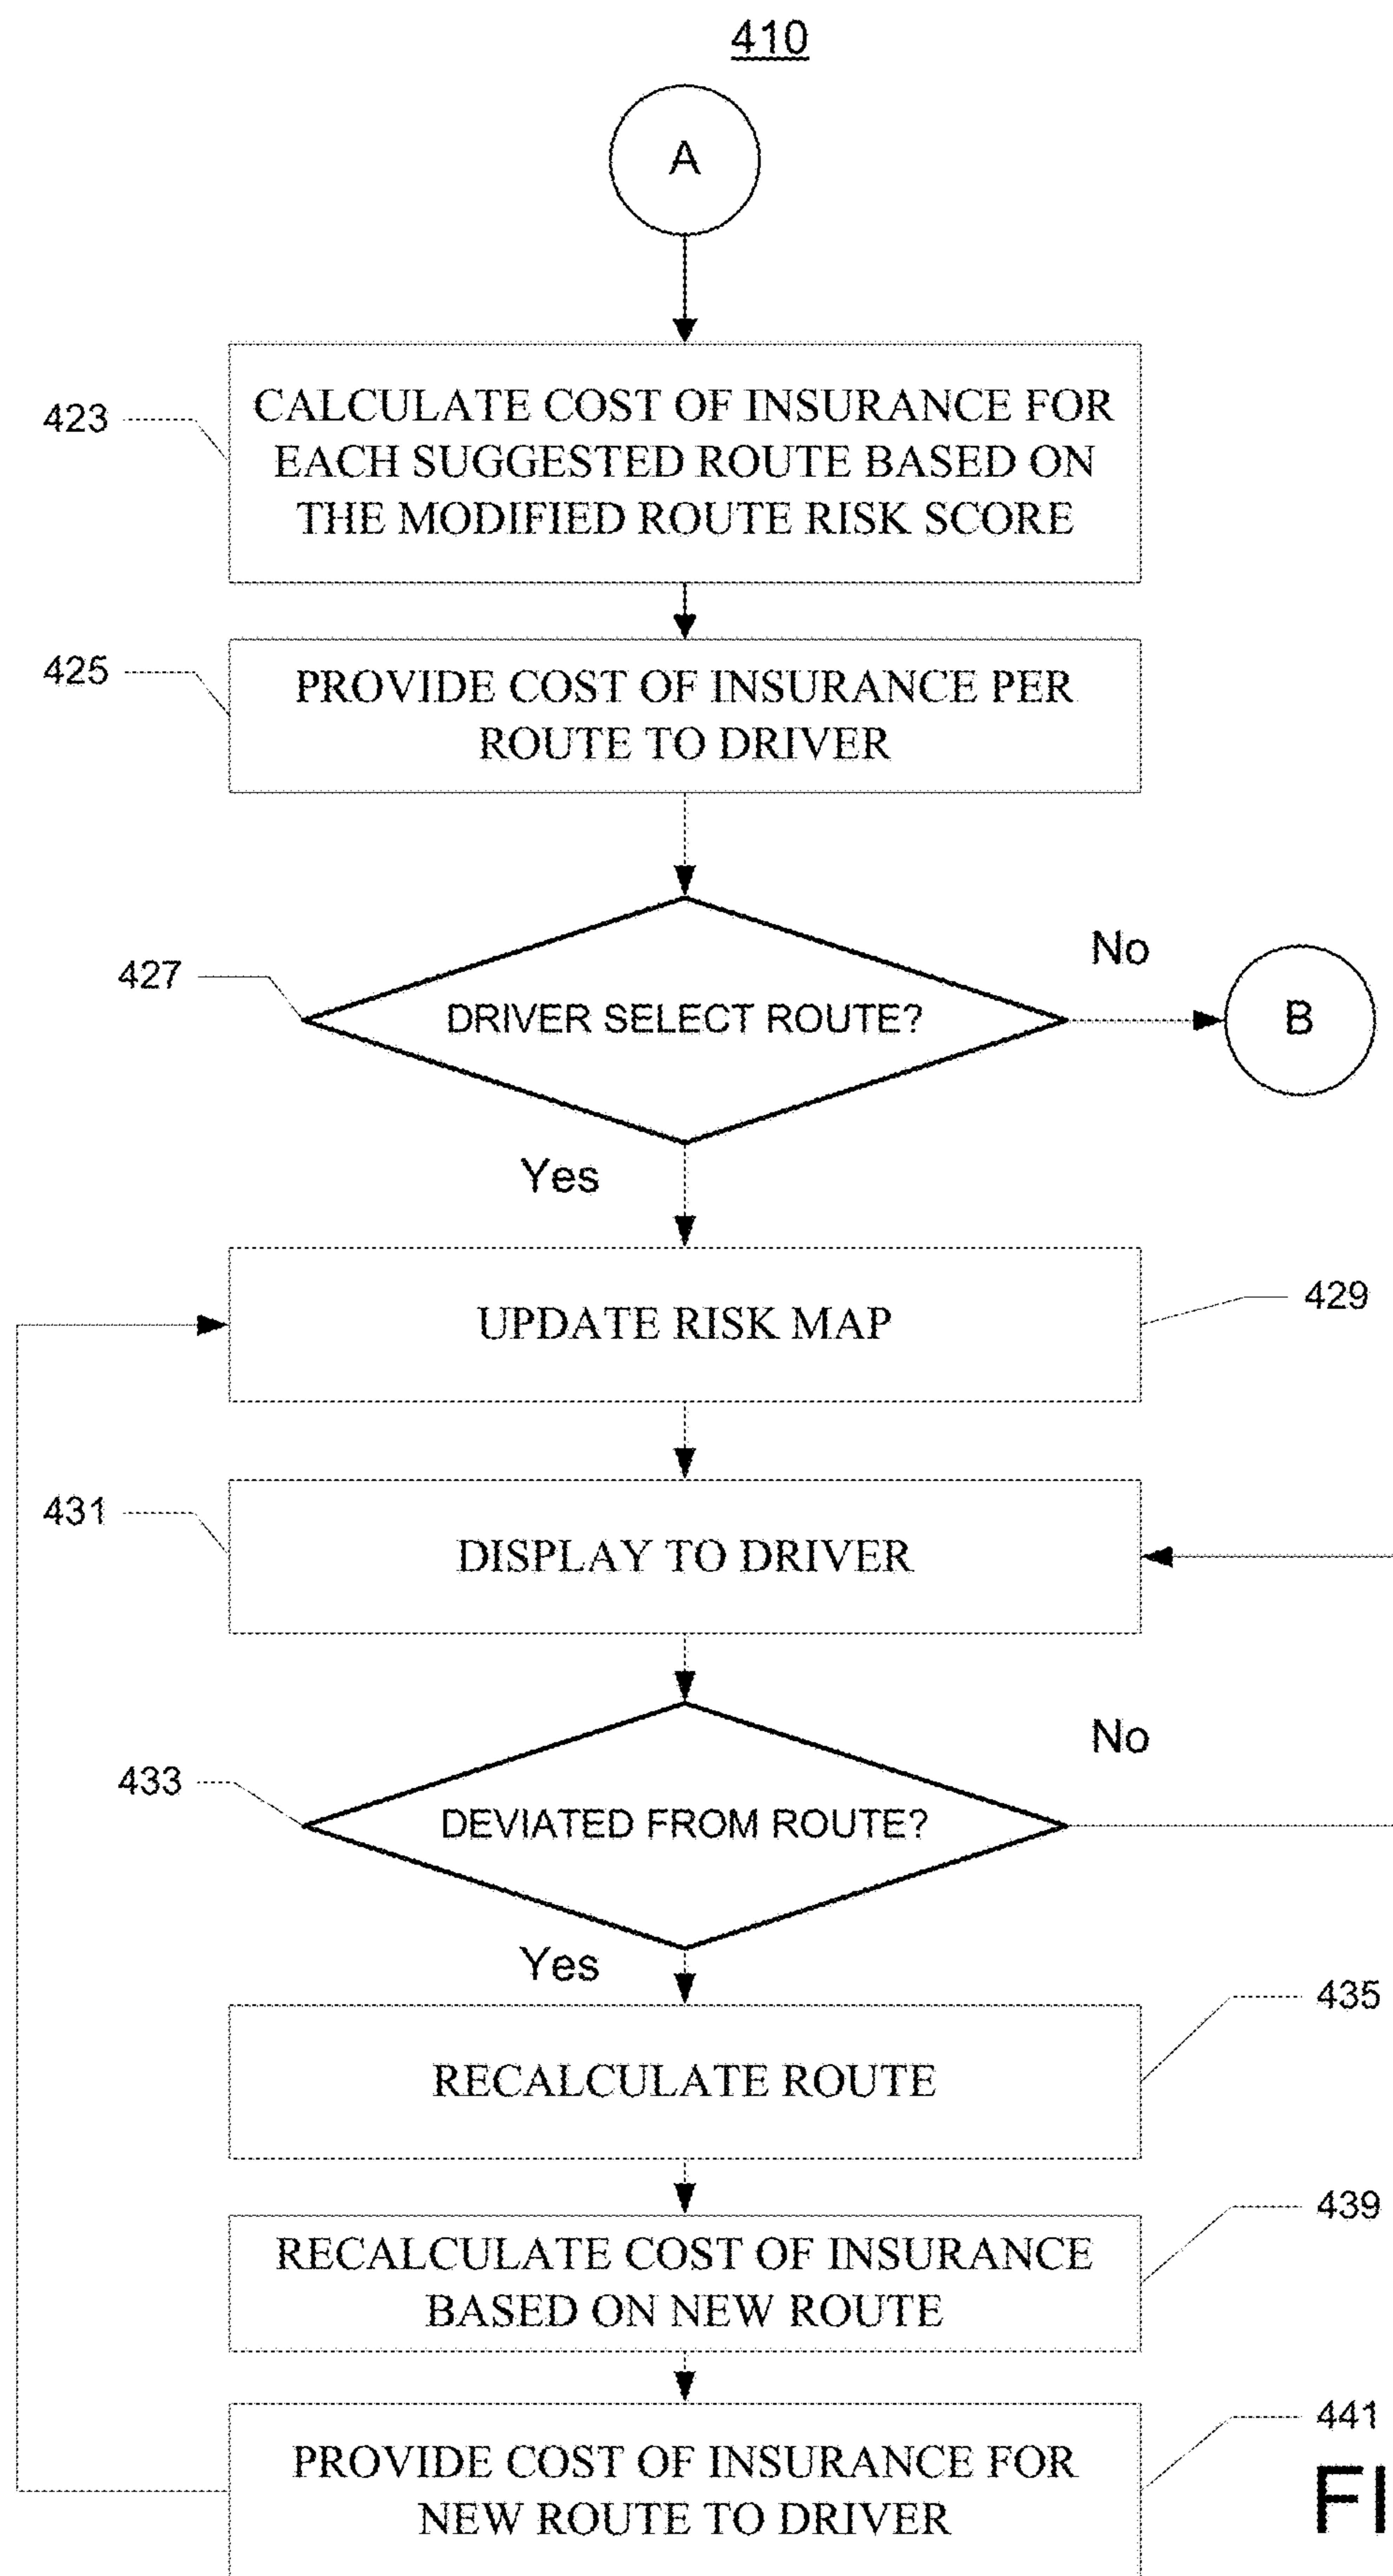 410
A
423
CALCULATE COST OF INSURANCE FOR
EACH SUGGESTED ROUTE BASED ON
THE MODIFIED ROUTE RISK SCORE
425
PROVIDE COST OF INSURANCE PER
ROUTE TO DRIVER
No
427
DRIVER SELECT ROUTE?
B
Yes
429
UPDATE RISK MAP
431
DISPLAY TO DRIVER
No
433
DEVIATED FROM ROUTE?
Yes
435
RECALCULATE ROUTE
439
RECALCULATE COST OF INSURANCE
BASED ON NEW ROUTE
441
PROVIDE COST OF INSURANCE FOR
NEW ROUTE TO DRIVER
FI